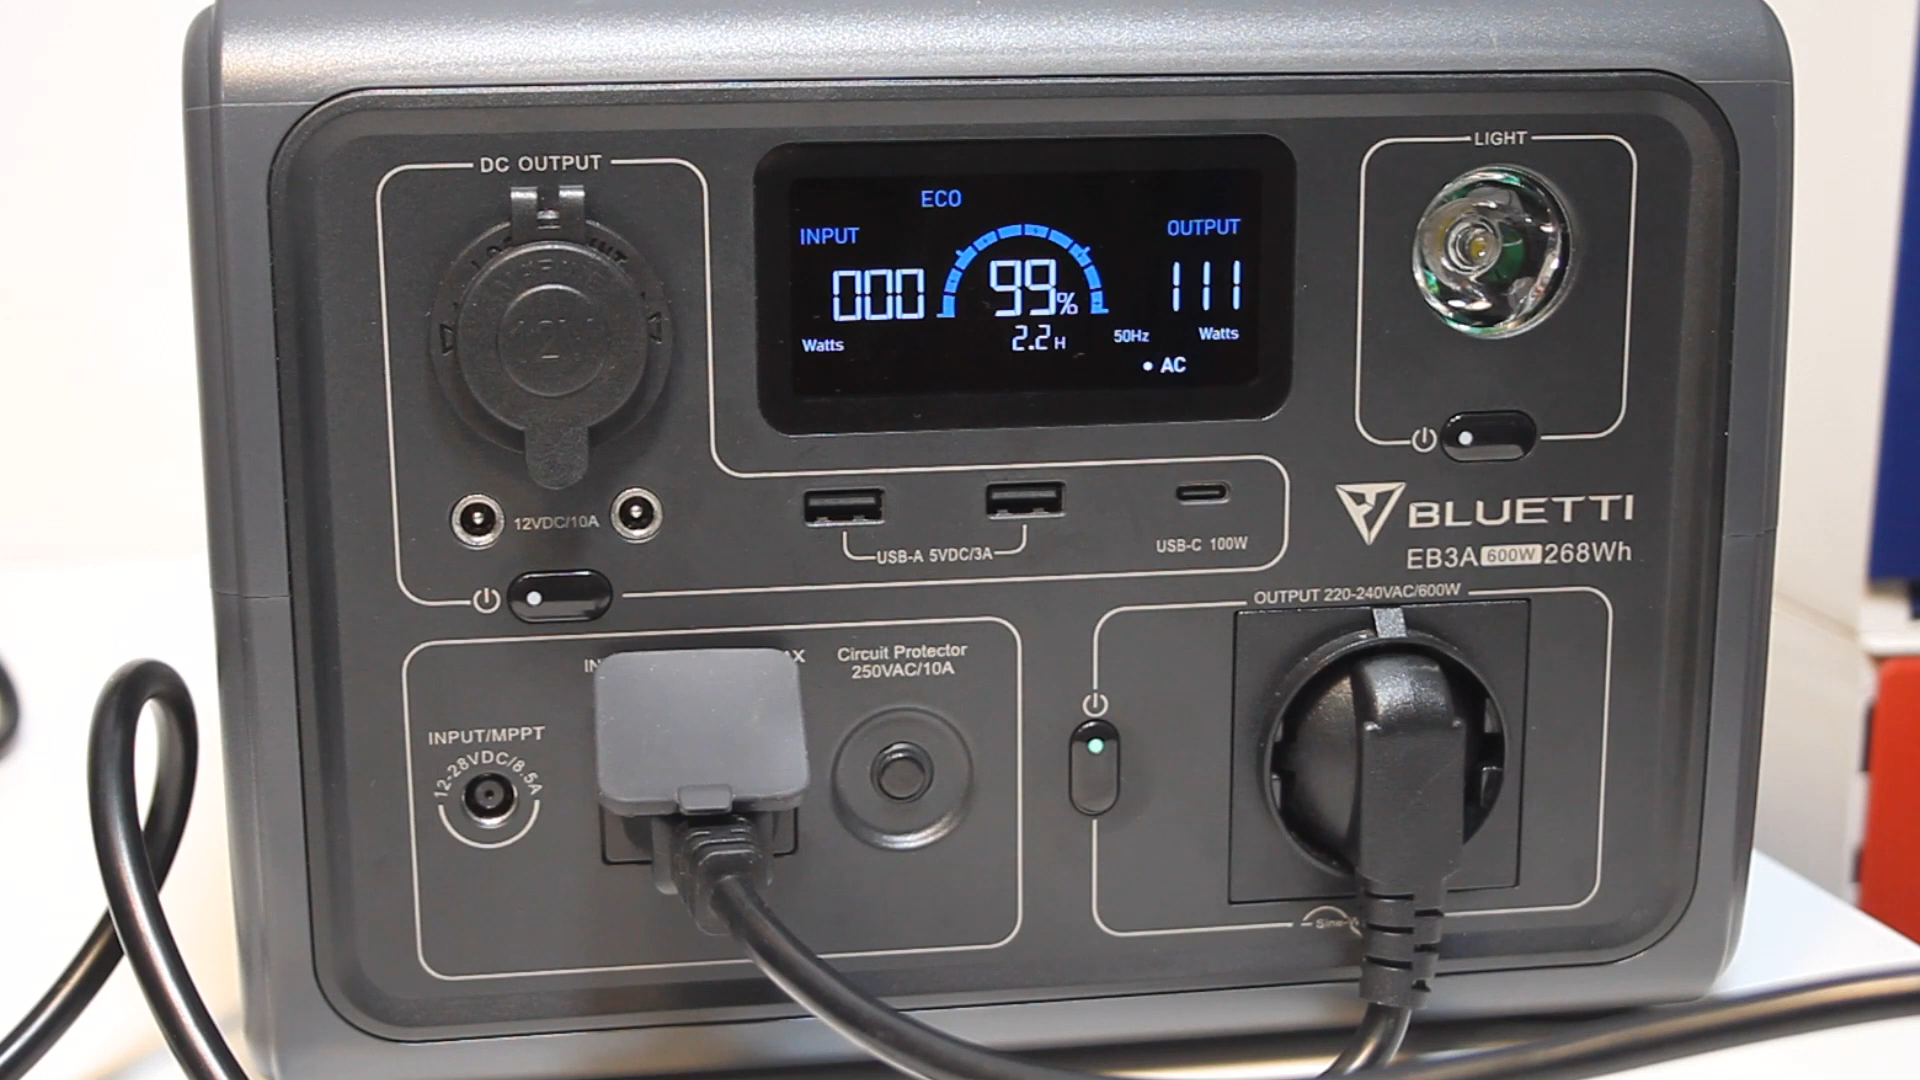 DC OUTPUT
LIGHT
ECO
INPUT
OUTPUT
000
99%
111
Watts
2.2H
50Hz
Watts
AC
12V
12VDC/10A
USB-A 5VDC/3A
USB-C 100W
BLUETTI
EB3A 600W 268Wh
OUTPUT 220-240VAC/600W
Circuit Protector
250VAC/10A
INPUT/MPPT
12-28VDC/8.5A